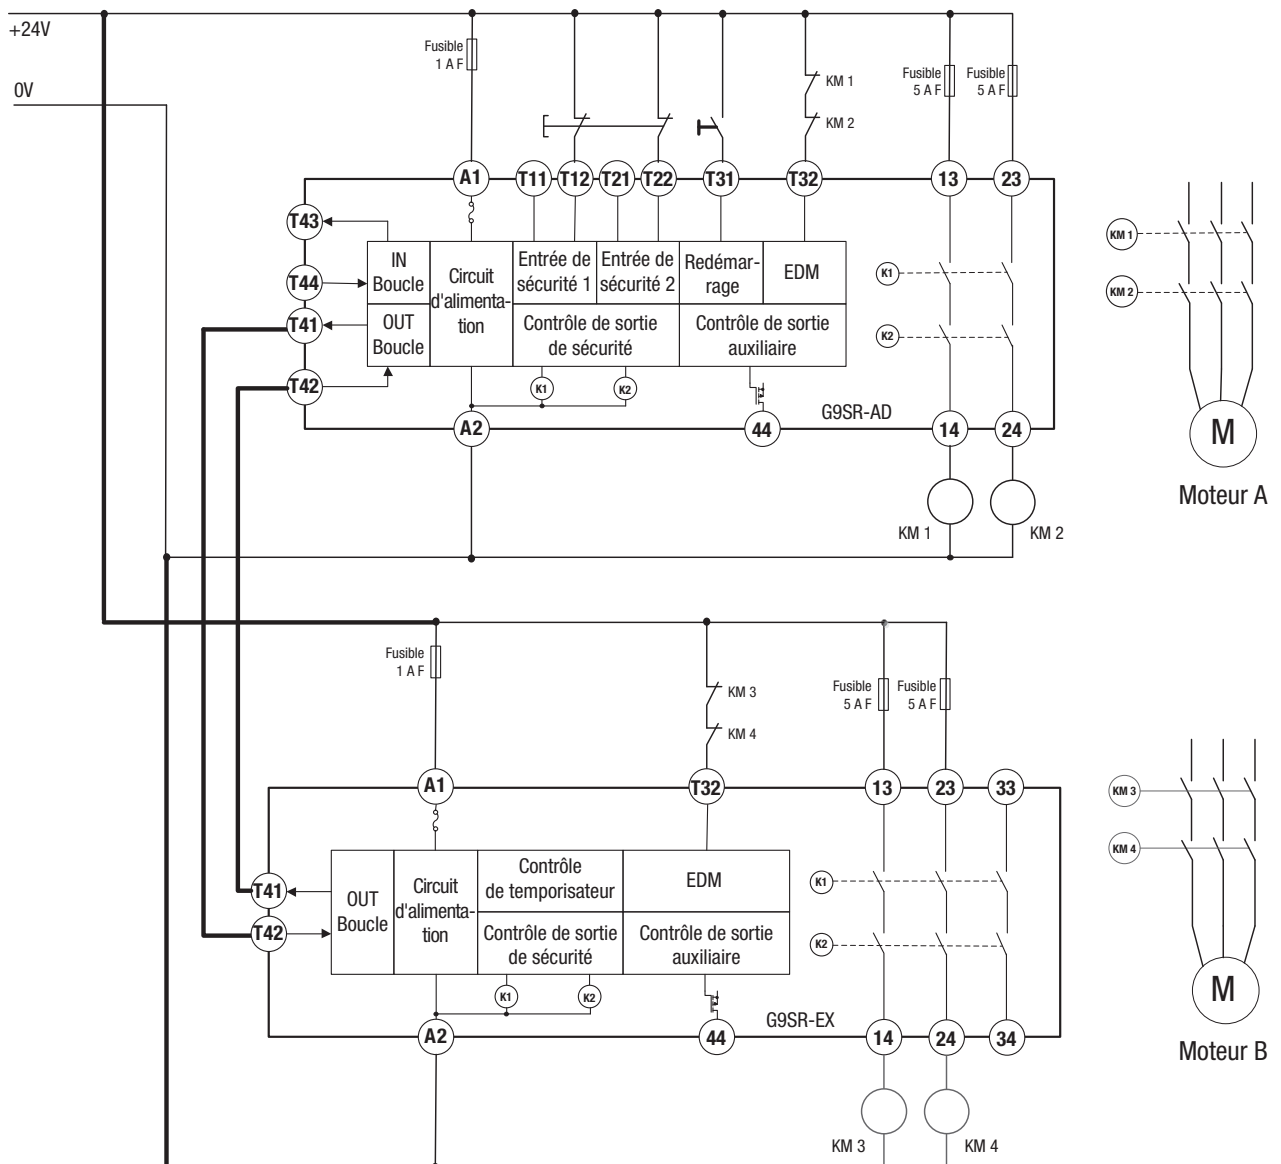 +24V
0V
Fusible
1 A F
KM 1
KM 2
Fusible
5 A F
Fusible
5 A F
A1
T11
T12
T21
T22
T31
T32
13
23
T43
T44
T41
T42
IN
Boucle
OUT
Boucle
Circuit
d'alimenta-
tion
Entrée de
sécurité 1
Entrée de
sécurité 2
Redémar-
rage
EDM
Contrôle de sortie
de sécurité
Contrôle de sortie
auxiliaire
K1
K2
K1
K2
G9SR-AD
A2
44
14
24
KM 1
KM 2
KM 1
KM 2
M
Moteur A
Fusible
1 A F
KM 3
KM 4
Fusible
5 A F
Fusible
5 A F
A1
T32
13
23
33
T41
T42
OUT
Boucle
Circuit
d'alimenta-
tion
Contrôle
de temporisateur
EDM
Contrôle de sortie
de sécurité
Contrôle de sortie
auxiliaire
K1
K2
K1
K2
G9SR-EX
A2
44
14
24
34
KM 3
KM 4
KM 3
KM 4
M
Moteur B